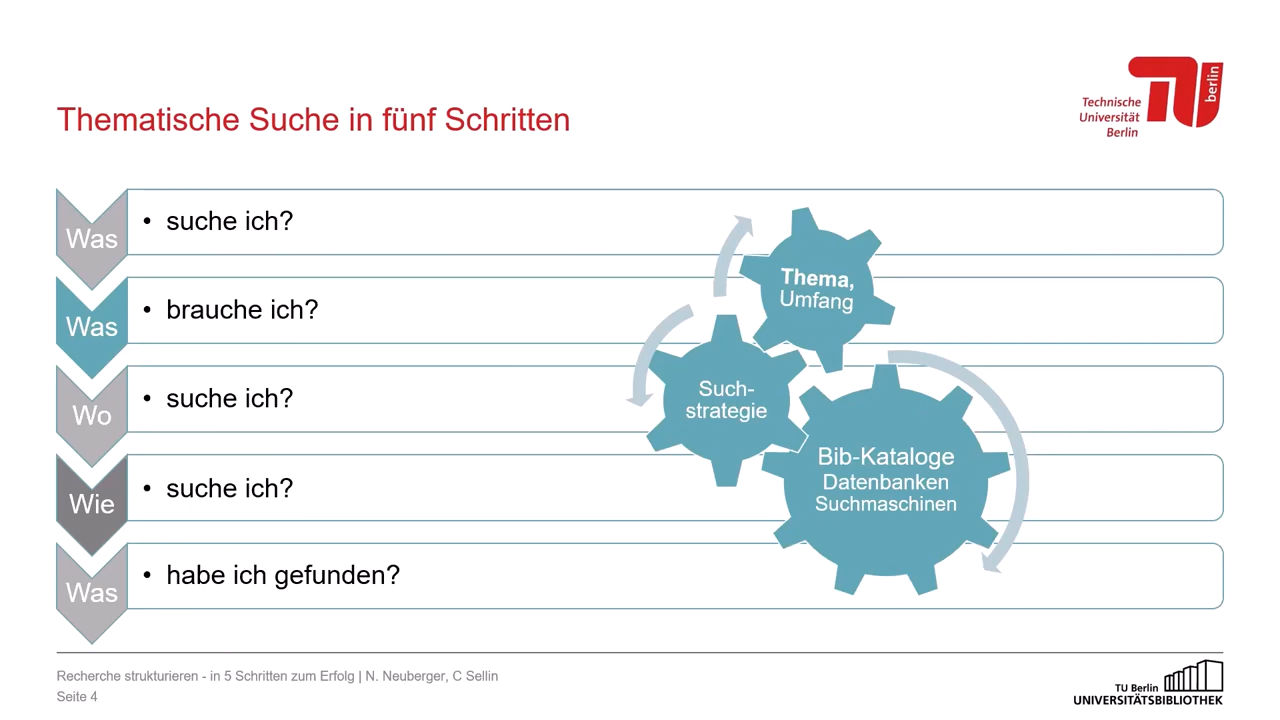 Technische
Universität
Berlin
berlin
Thematische Suche in fünf Schritten
Was
• suche ich?
Was
• brauche ich?
Wo
• suche ich?
Wie
• suche ich?
Was
• habe ich gefunden?
Thema,
Umfang
Such-
strategie
Bib-Kataloge
Datenbanken
Suchmaschinen
Recherche strukturieren - in 5 Schritten zum Erfolg | N. Neuberger, C Sellin
Seite 4
TU Berlin
UNIVERSITÄTSBIBLIOTHEK